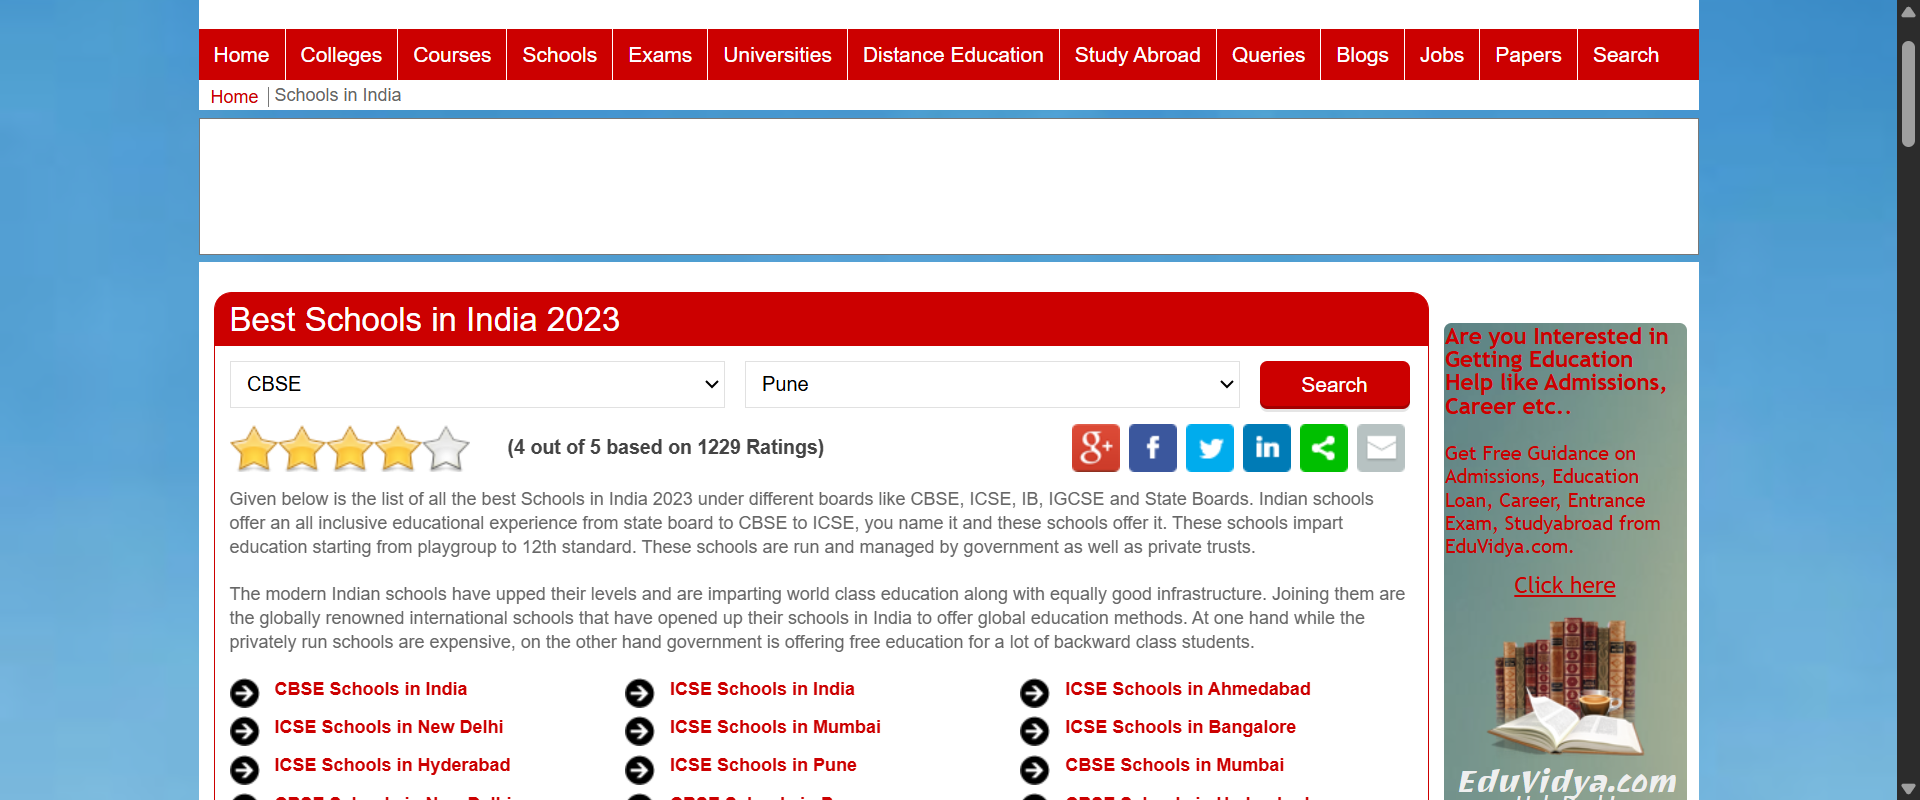 Home Colleges Courses Schools Exams Universities Distance Education Study Abroad Queries Blogs Jobs Papers Search
Home Schools in India
Best Schools in India 2023
CBSE Pune Search
(4 out of 5 based on 1229 Ratings)
Given below is the list of all the best Schools in India 2023 under different boards like CBSE, ICSE, IB, IGCSE and State Boards. Indian schools
offer an all inclusive educational experience from state board to CBSE to ICSE, you name it and these schools offer it. These schools impart
education starting from playgroup to 12th standard. These schools are run and managed by government as well as private trusts.
The modern Indian schools have upped their levels and are imparting world class education along with equally good infrastructure. Joining them are
the globally renowned international schools that have opened up their schools in India to offer global education methods. At one hand while the
privately run schools are expensive, on the other hand government is offering free education for a lot of backward class students.
CBSE Schools in India ICSE Schools in India ICSE Schools in Ahmedabad
ICSE Schools in New Delhi ICSE Schools in Mumbai ICSE Schools in Bangalore
ICSE Schools in Hyderabad ICSE Schools in Pune CBSE Schools in Mumbai
Are you Interested in
Getting Education
Help like Admissions,
Career etc..
Get Free Guidance on
Admissions, Education
Loan, Career, Entrance
Exam, Studyabroad from
EduVidya.com.
Click here
EduVidya.com